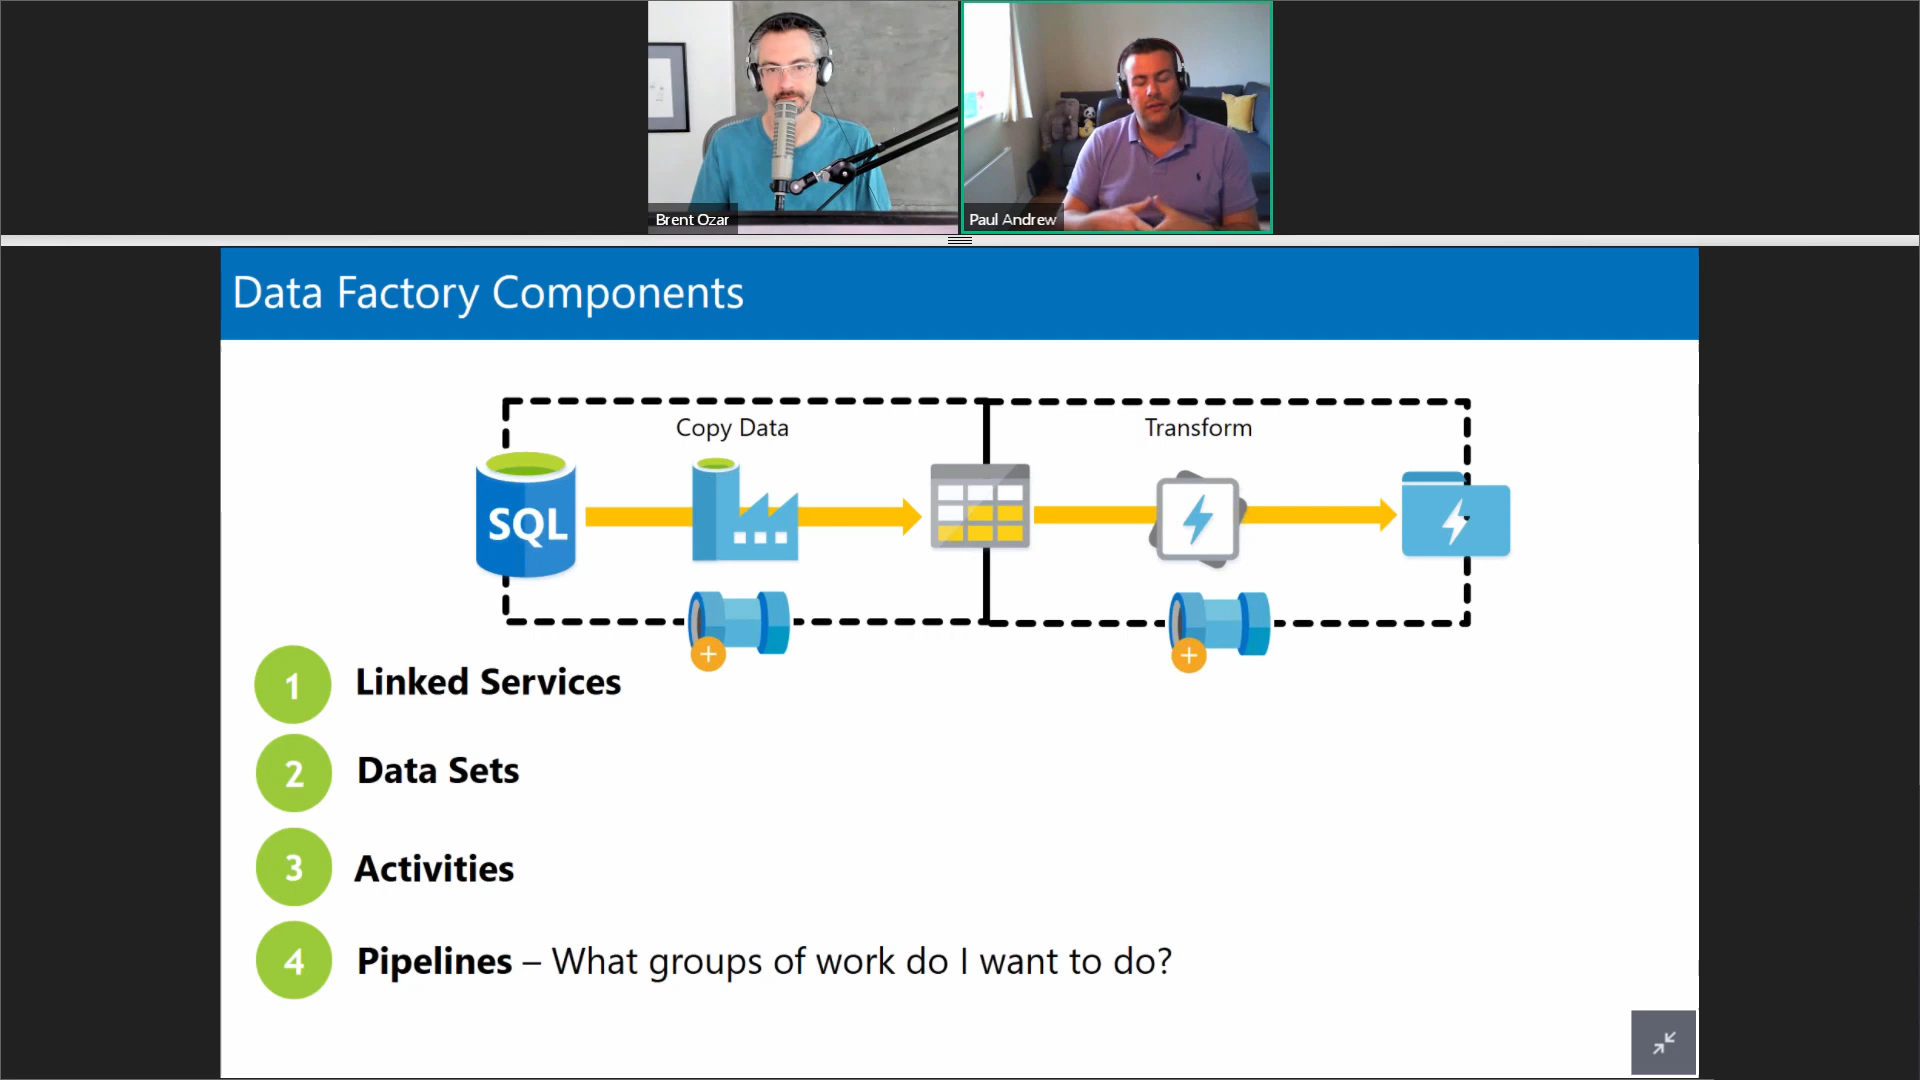 Brent Ozar
Paul Andrew
Data Factory Components
Copy Data
Transform
SQL
1 Linked Services
2 Data Sets
3 Activities
4 Pipelines – What groups of work do I want to do?